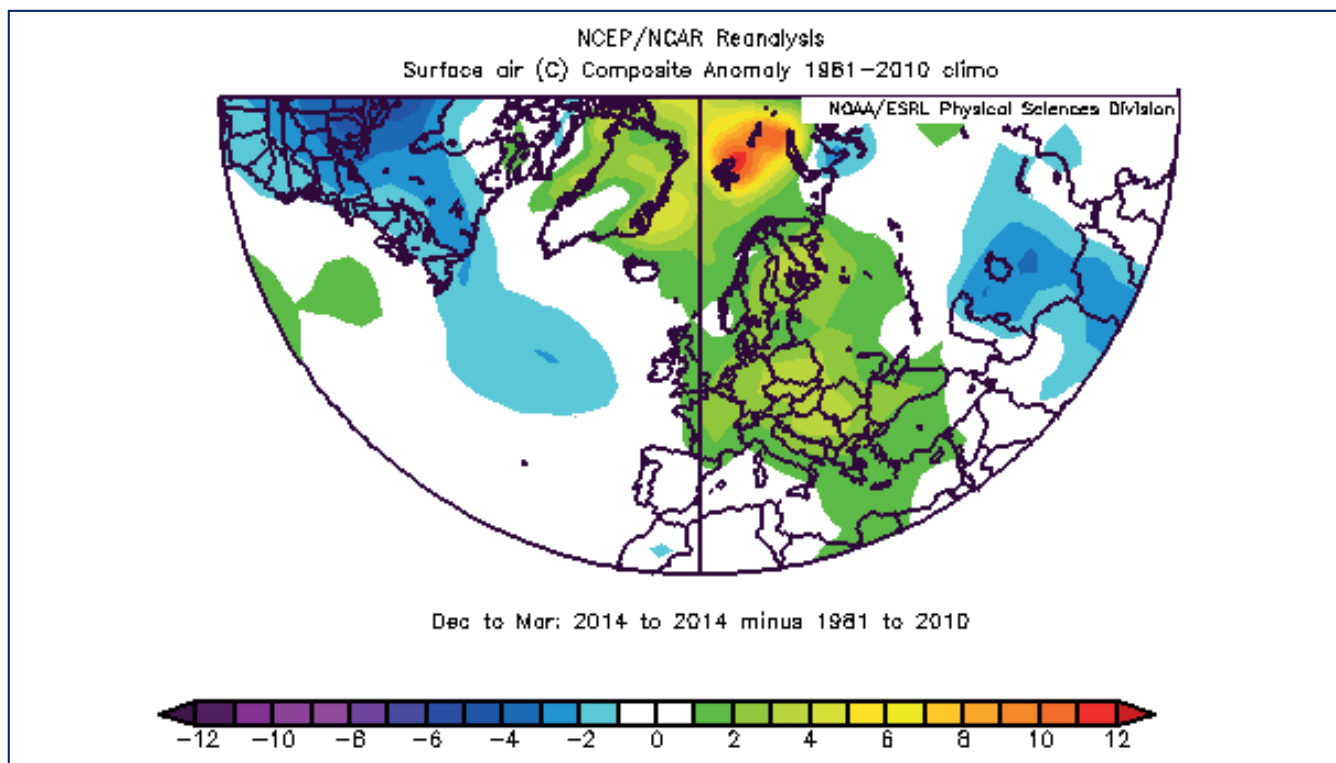 NCEP/NCAR Reanalysis
Surface air (C) Composite Anomaly 1981-2010 climo
NOAA/ESRL Physical Sciences Division
Dec to Mar: 2014 to 2014 minus 1981 to 2010
-12 -10 -8 -6 -4 -2 0 2 4 6 8 10 12